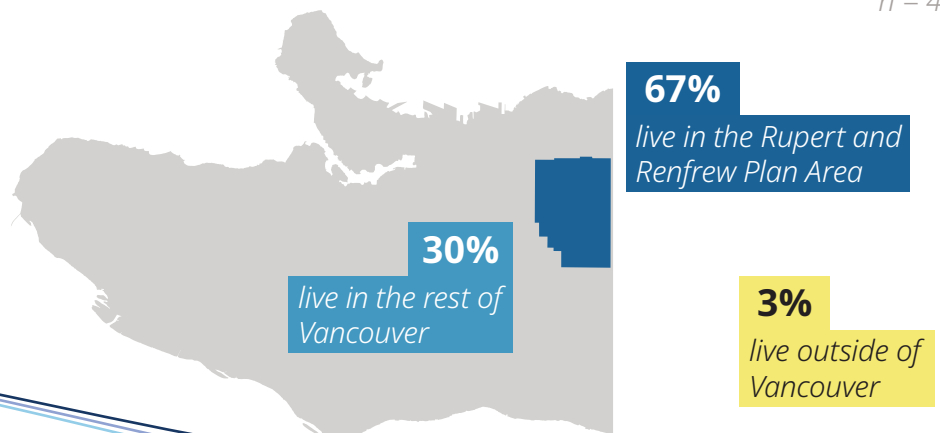 n = 4
67%
live in the Rupert and
Renfrew Plan Area
30%
live in the rest of
Vancouver
3%
live outside of
Vancouver